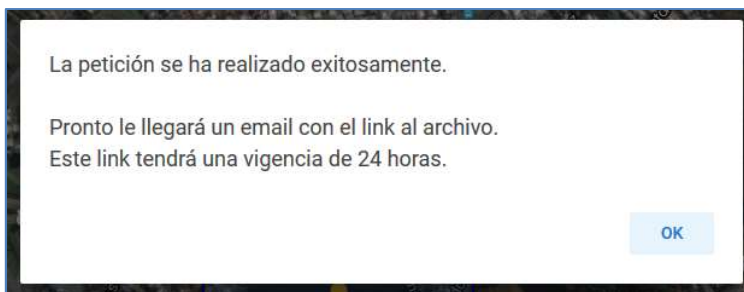 La petición se ha realizado exitosamente.
Pronto le llegará un email con el link al archivo.
Este link tendrá una vigencia de 24 horas.
OK